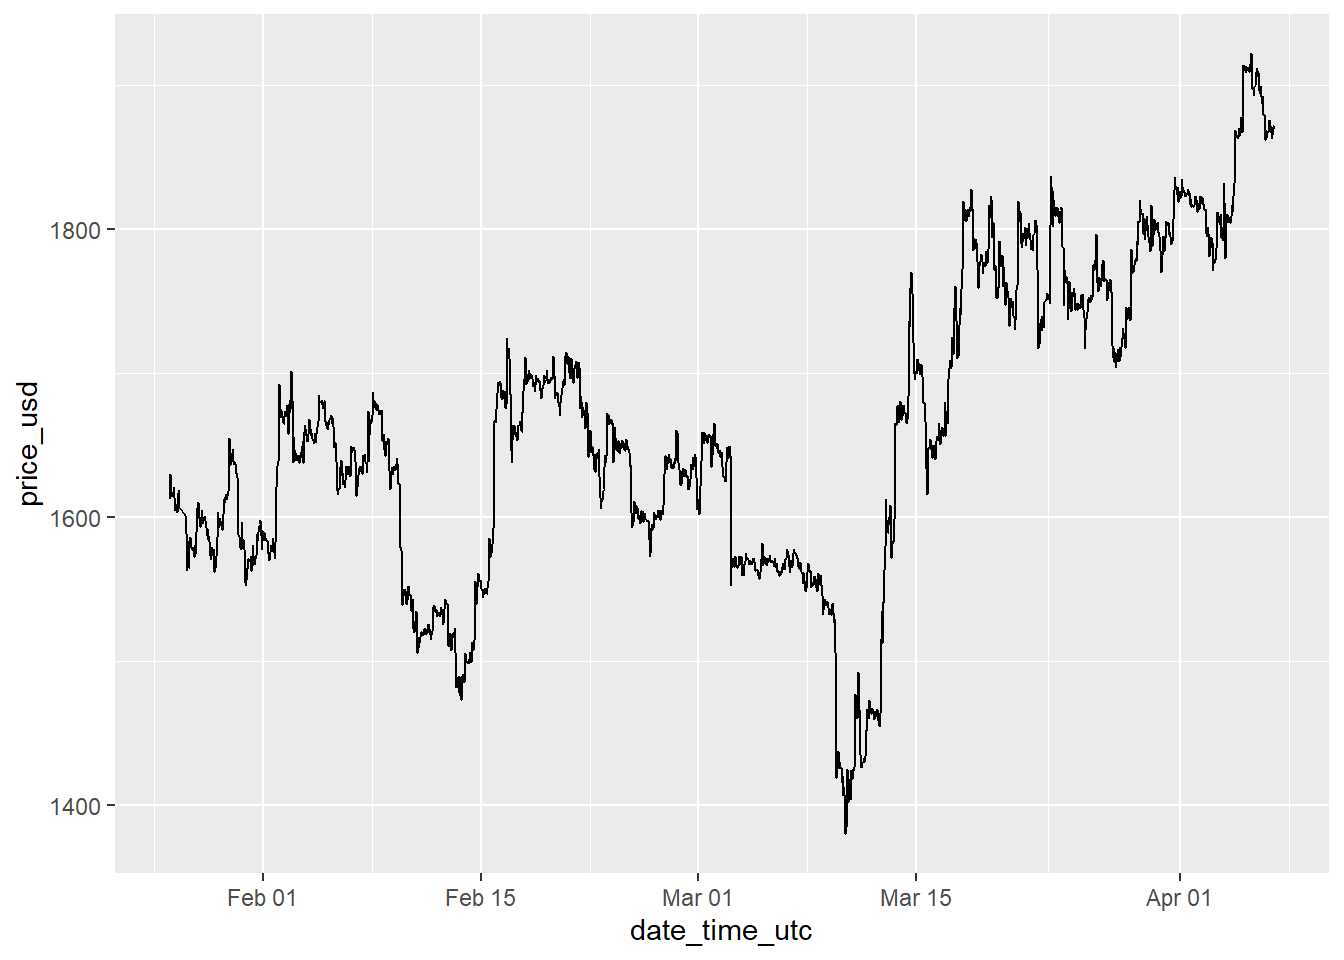 price_usd
1800
1600
1400
Feb 01
Feb 15
Mar 01
Mar 15
Apr 01
date_time_utc